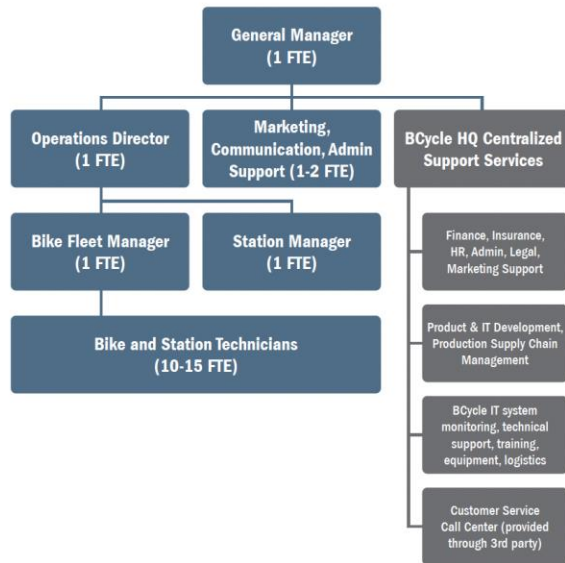 General Manager
(1 FTE)
Operations Director
(1 FTE)
Marketing,
Communication, Admin
Support (1-2 FTE)
BCycle HQ Centralized
Support Services
Bike Fleet Manager
(1 FTE)
Station Manager
(1 FTE)
Bike and Station Technicians
(10-15 FTE)
Finance, Insurance,
HR, Admin, Legal,
Marketing Support
Product & IT Development,
Production Supply Chain
Management
BCycle IT system
monitoring, technical
support, training,
equipment, logistics
Customer Service
Call Center (provided
through 3rd party)